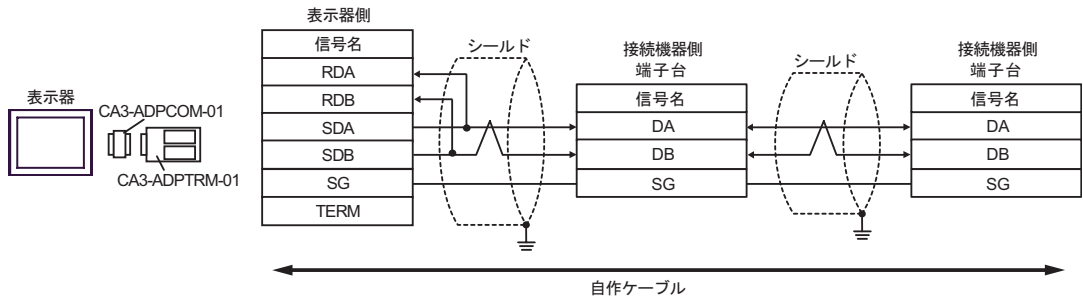 表示器
CA3-ADPCOM-01
CA3-ADPTRM-01
表示器側
信号名
RDA
RDB
SDA
SDB
SG
TERM
シールド
接続機器側
端子台
信号名
DA
DB
SG
シールド
接続機器側
端子台
信号名
DA
DB
SG
自作ケーブル